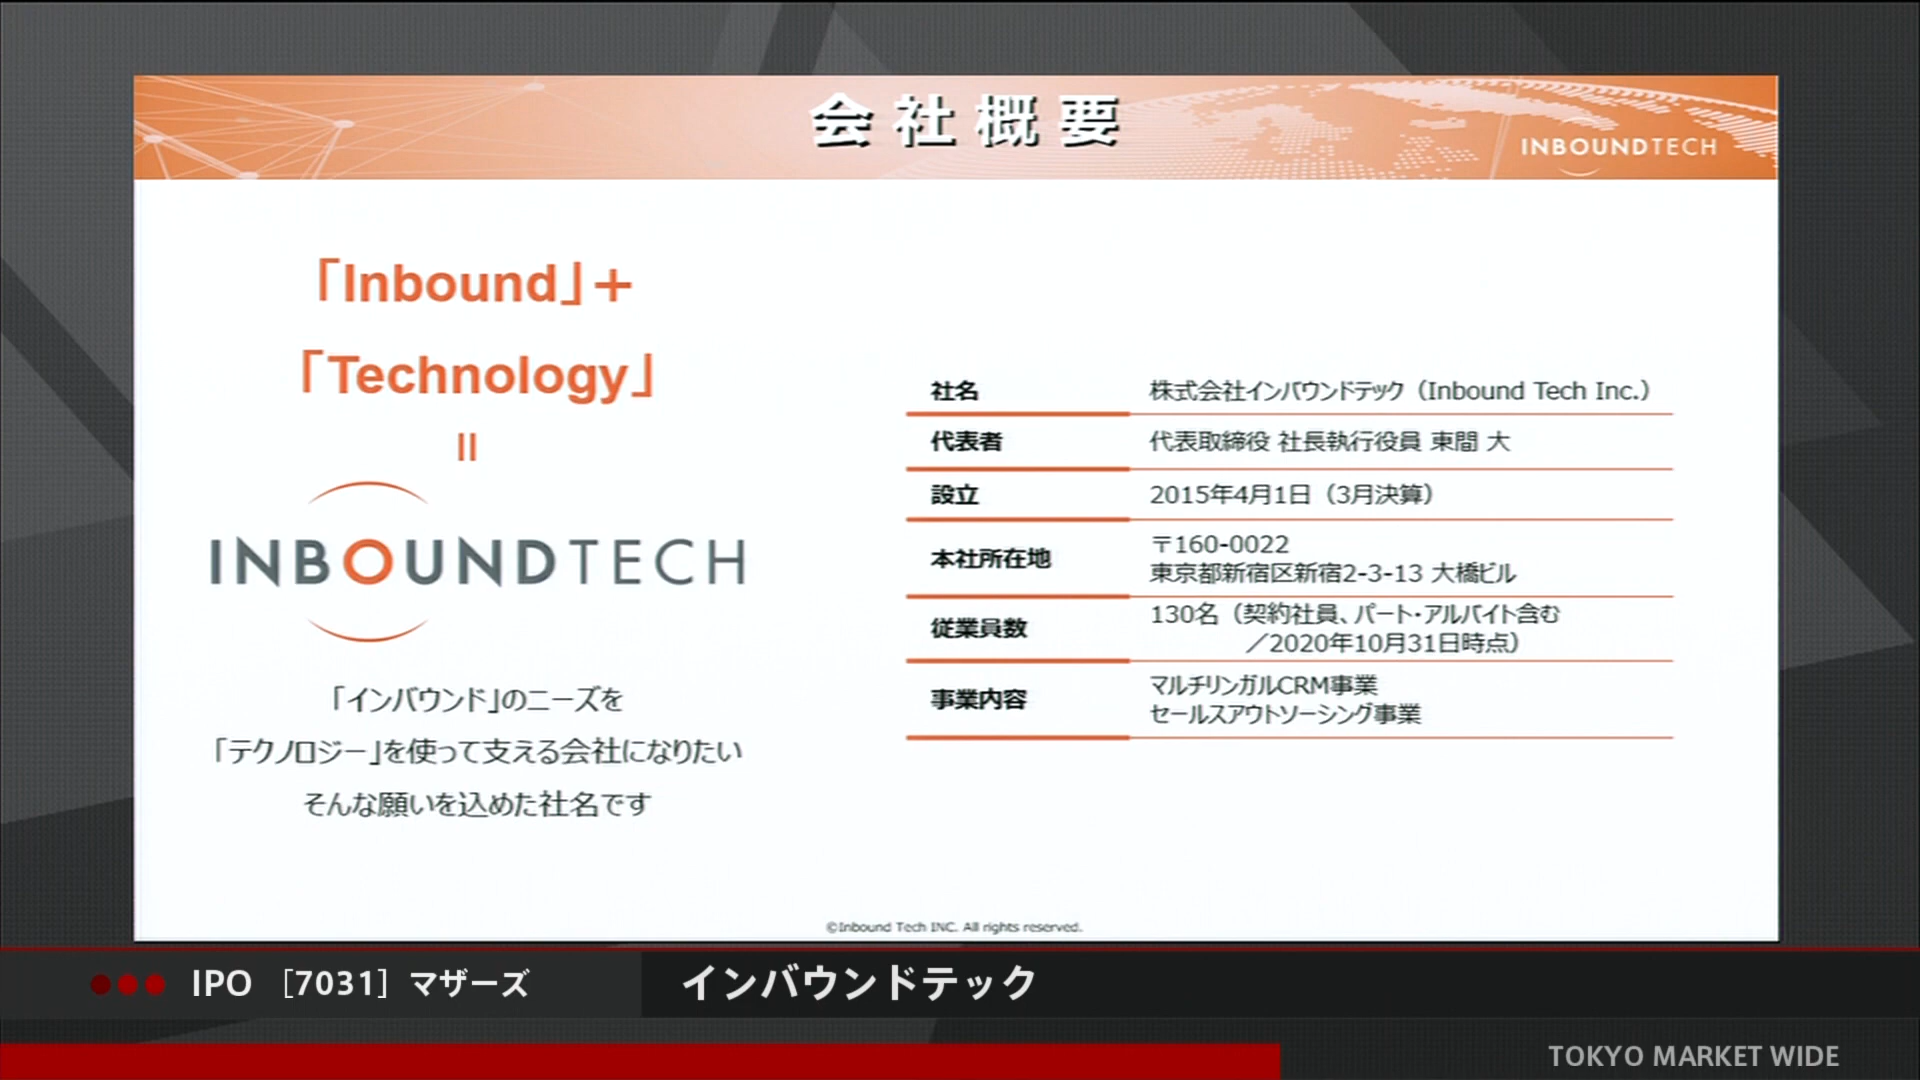 会社概要
INBOUNDTECH
「Inbound」＋
「Technology」
＝
INBOUNDTECH
「インバウンド」のニーズを
「テクノロジー」を使って支える会社になりたい
そんな願いを込めた社名です
社名 株式会社インバウンドテック（Inbound Tech Inc.）
代表者 代表取締役 社長執行役員 東間 大
設立 2015年4月1日（3月決算）
本社所在地 〒160-0022
東京都新宿区新宿2-3-13 大橋ビル
従業員数 130名（契約社員、パート・アルバイト含む
／2020年10月31日時点）
事業内容 マルチリンガルCRM事業
セールスアウトソーシング事業
©Inbound Tech INC. All rights reserved.
IPO ［7031］マザーズ インバウンドテック
TOKYO MARKET WIDE